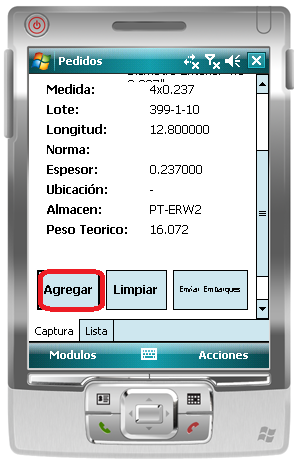 Pedidos
Medida: 4x0.237
Lote: 399-1-10
Longitud: 12.800000
Norma:
Espesor: 0.237000
Ubicación: -
Almacen: PT-ERW2
Peso Teorico: 16.072
Agregar Limpiar Enviar Embarques
Captura Lista
Modulos Acciones